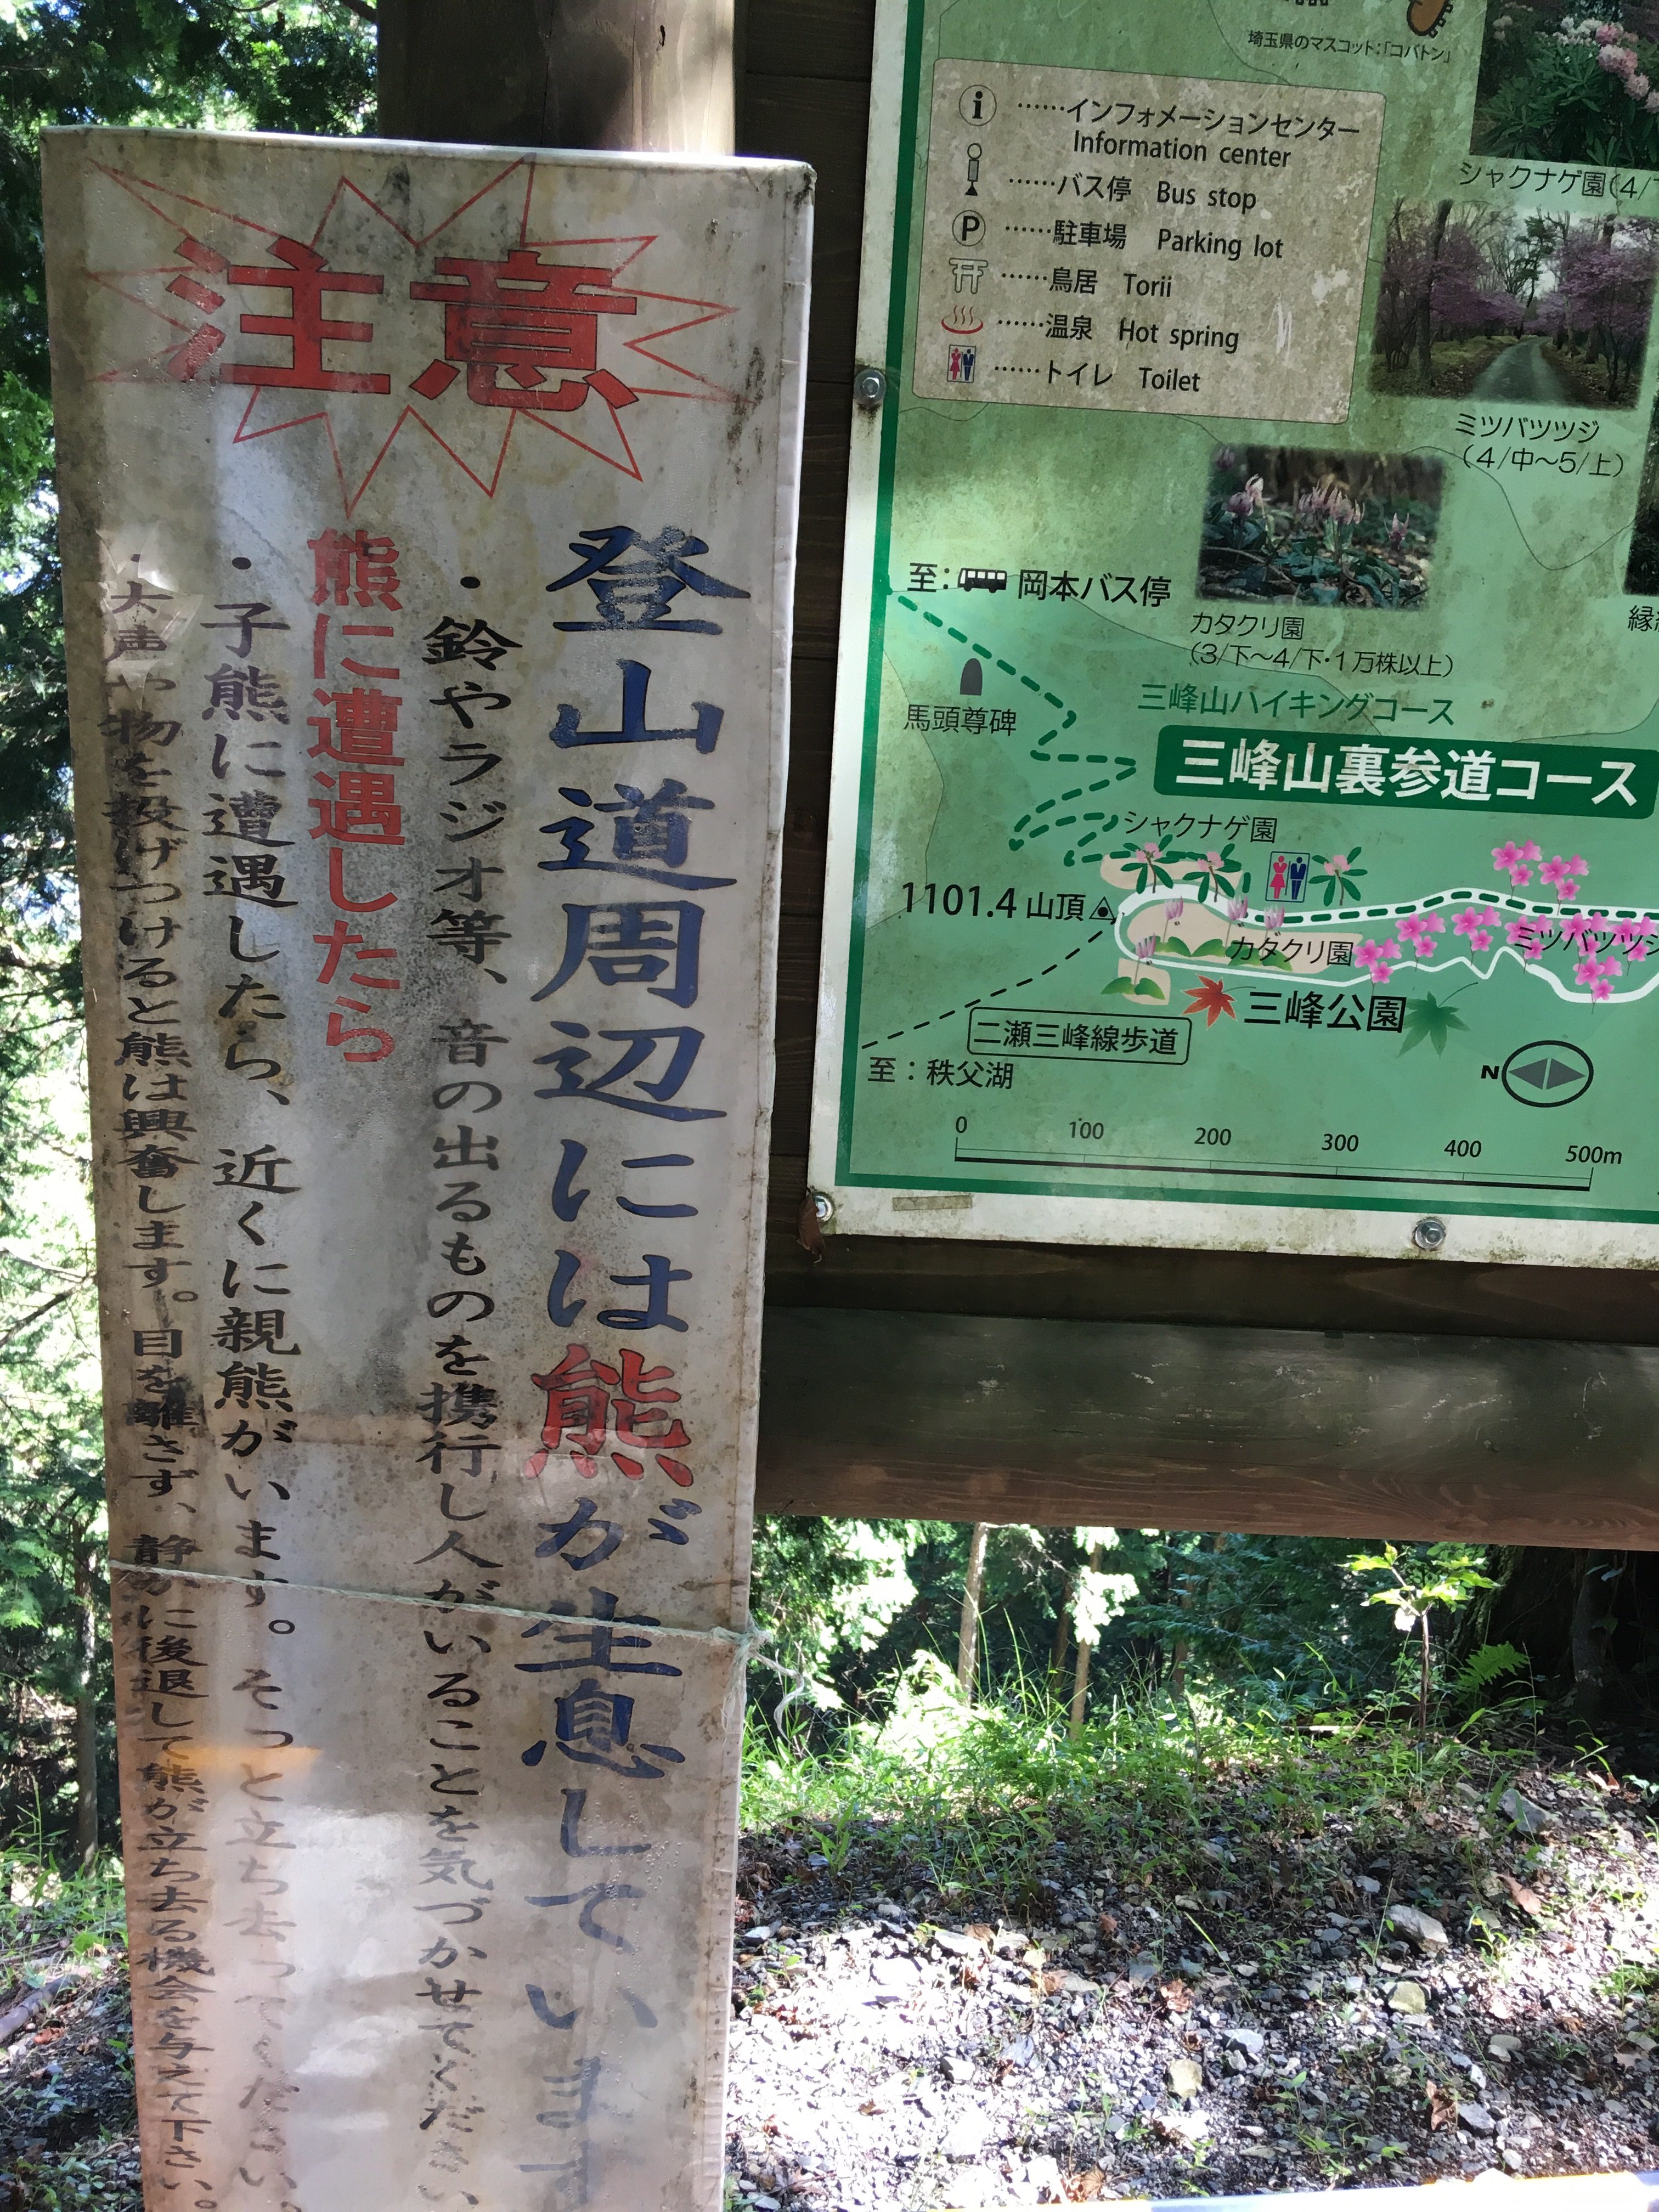 注意
登山道周辺には熊が生息しています
・鈴やラジオ等、音の出るものを携行し人がいることを気づかせてください
熊に遭遇したら
・子熊に遭遇したら、近くに親熊がいます。そっと立ち去ってください。
・大声や物を投げつけると熊は興奮します。目を離さず、静かに後退して熊が立ち去る機会を与えて下さい。
埼玉県のマスコット:「コバトン」
i ……インフォメーションセンター
Information center
……バス停 Bus stop
P ……駐車場 Parking lot
……鳥居 Torii
……温泉 Hot spring
……トイレ Toilet
シャクナゲ園(4/
ミツバツツジ
(4/中~5/上)
カタクリ園
(3/下~4/下・1万株以上)
至: 岡本バス停
馬頭尊碑
三峰山ハイキングコース
三峰山裏参道コース
シャクナゲ園
1101.4 山頂
カタクリ園
ミツバツツジ
三峰公園
二瀬三峰線歩道
至:秩父湖
N
0 100 200 300 400 500m